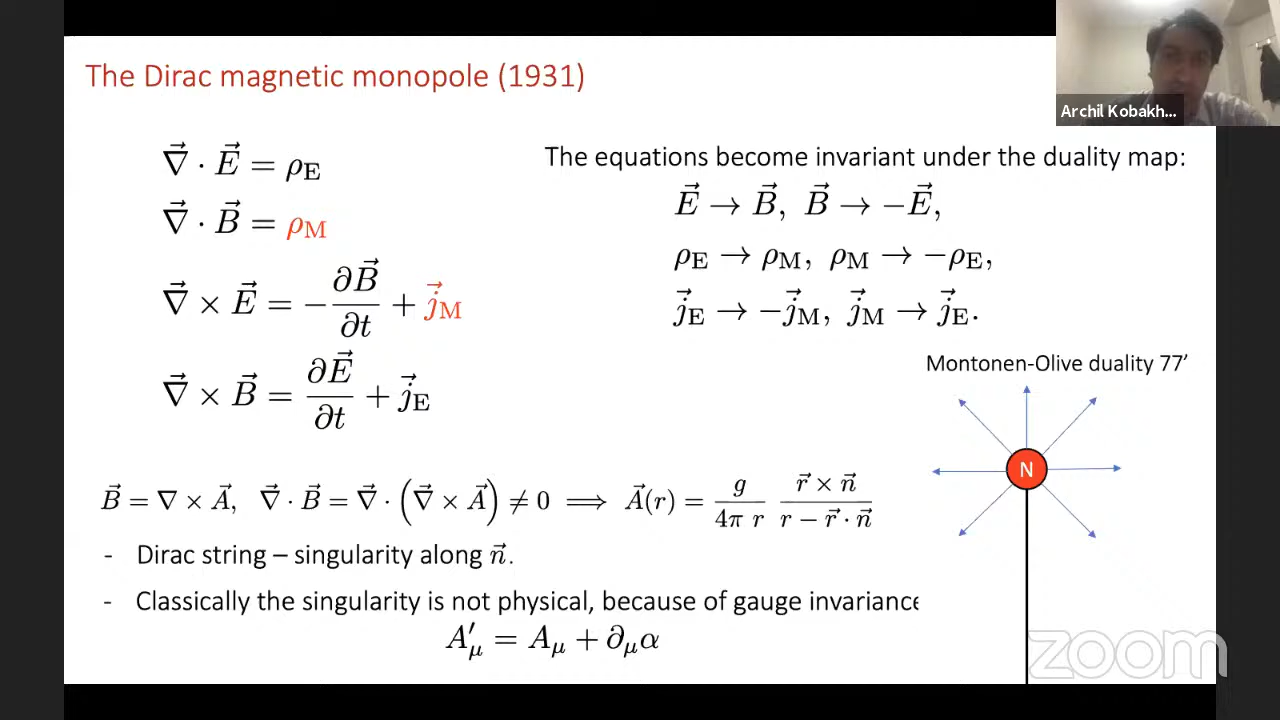 The Dirac magnetic monopole (1931)
Archil Kobakh...
∇⃗ · E⃗ = ρ_E
∇⃗ · B⃗ = ρ_M
∇⃗ × E⃗ = −∂B⃗/∂t + j⃗_M
∇⃗ × B⃗ = ∂E⃗/∂t + j⃗_E
The equations become invariant under the duality map:
E⃗ → B⃗, B⃗ → −E⃗,
ρ_E → ρ_M, ρ_M → −ρ_E,
j⃗_E → −j⃗_M, j⃗_M → j⃗_E.
Montonen-Olive duality 77’
N
B⃗ = ∇ × A⃗, ∇⃗ · B⃗ = ∇⃗ · (∇⃗ × A⃗) ≠ 0 ⟹ A⃗(r) = g/(4π r) (r⃗ × n⃗)/(r − r⃗ · n⃗)
- Dirac string – singularity along n⃗.
- Classically the singularity is not physical, because of gauge invariance
A′_μ = A_μ + ∂_μα
zoom